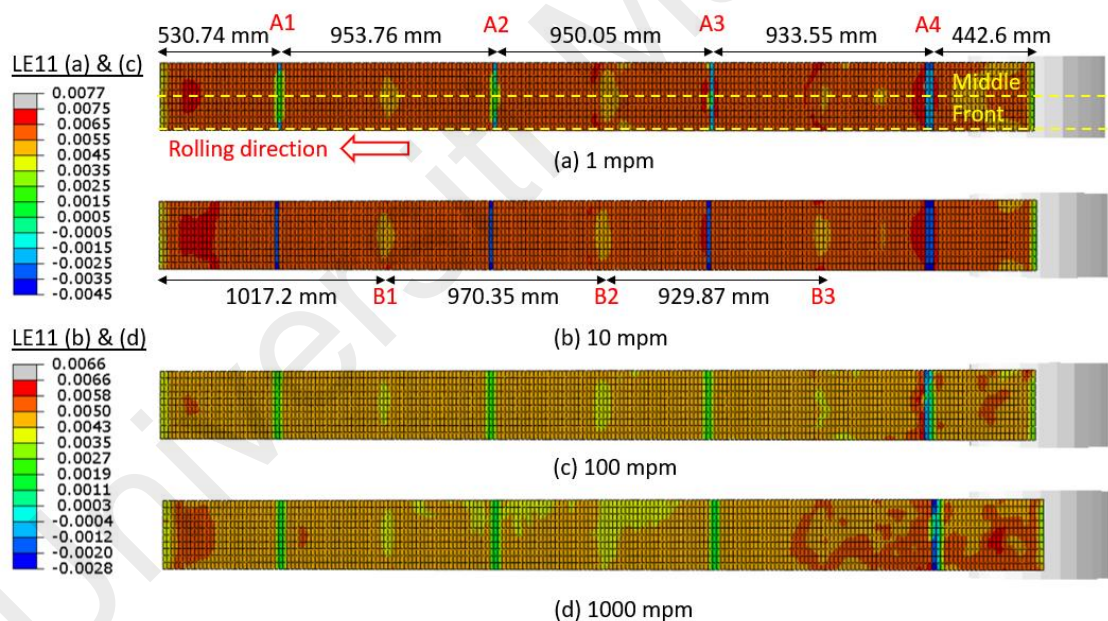 A1 A2 A3 A4
530.74 mm 953.76 mm 950.05 mm 933.55 mm 442.6 mm
LE11 (a) & (c)
0.0077
0.0075
0.0065
0.0055
0.0045
0.0035
0.0025
0.0015
0.0005
-0.0005
-0.0015
-0.0025
-0.0035
-0.0045
Middle
Front
Rolling direction
(a) 1 mpm
1017.2 mm B1 970.35 mm B2 929.87 mm B3
(b) 10 mpm
LE11 (b) & (d)
0.0066
0.0066
0.0058
0.0050
0.0043
0.0035
0.0027
0.0019
0.0011
0.0003
-0.0004
-0.0012
-0.0020
-0.0028
(c) 100 mpm
(d) 1000 mpm